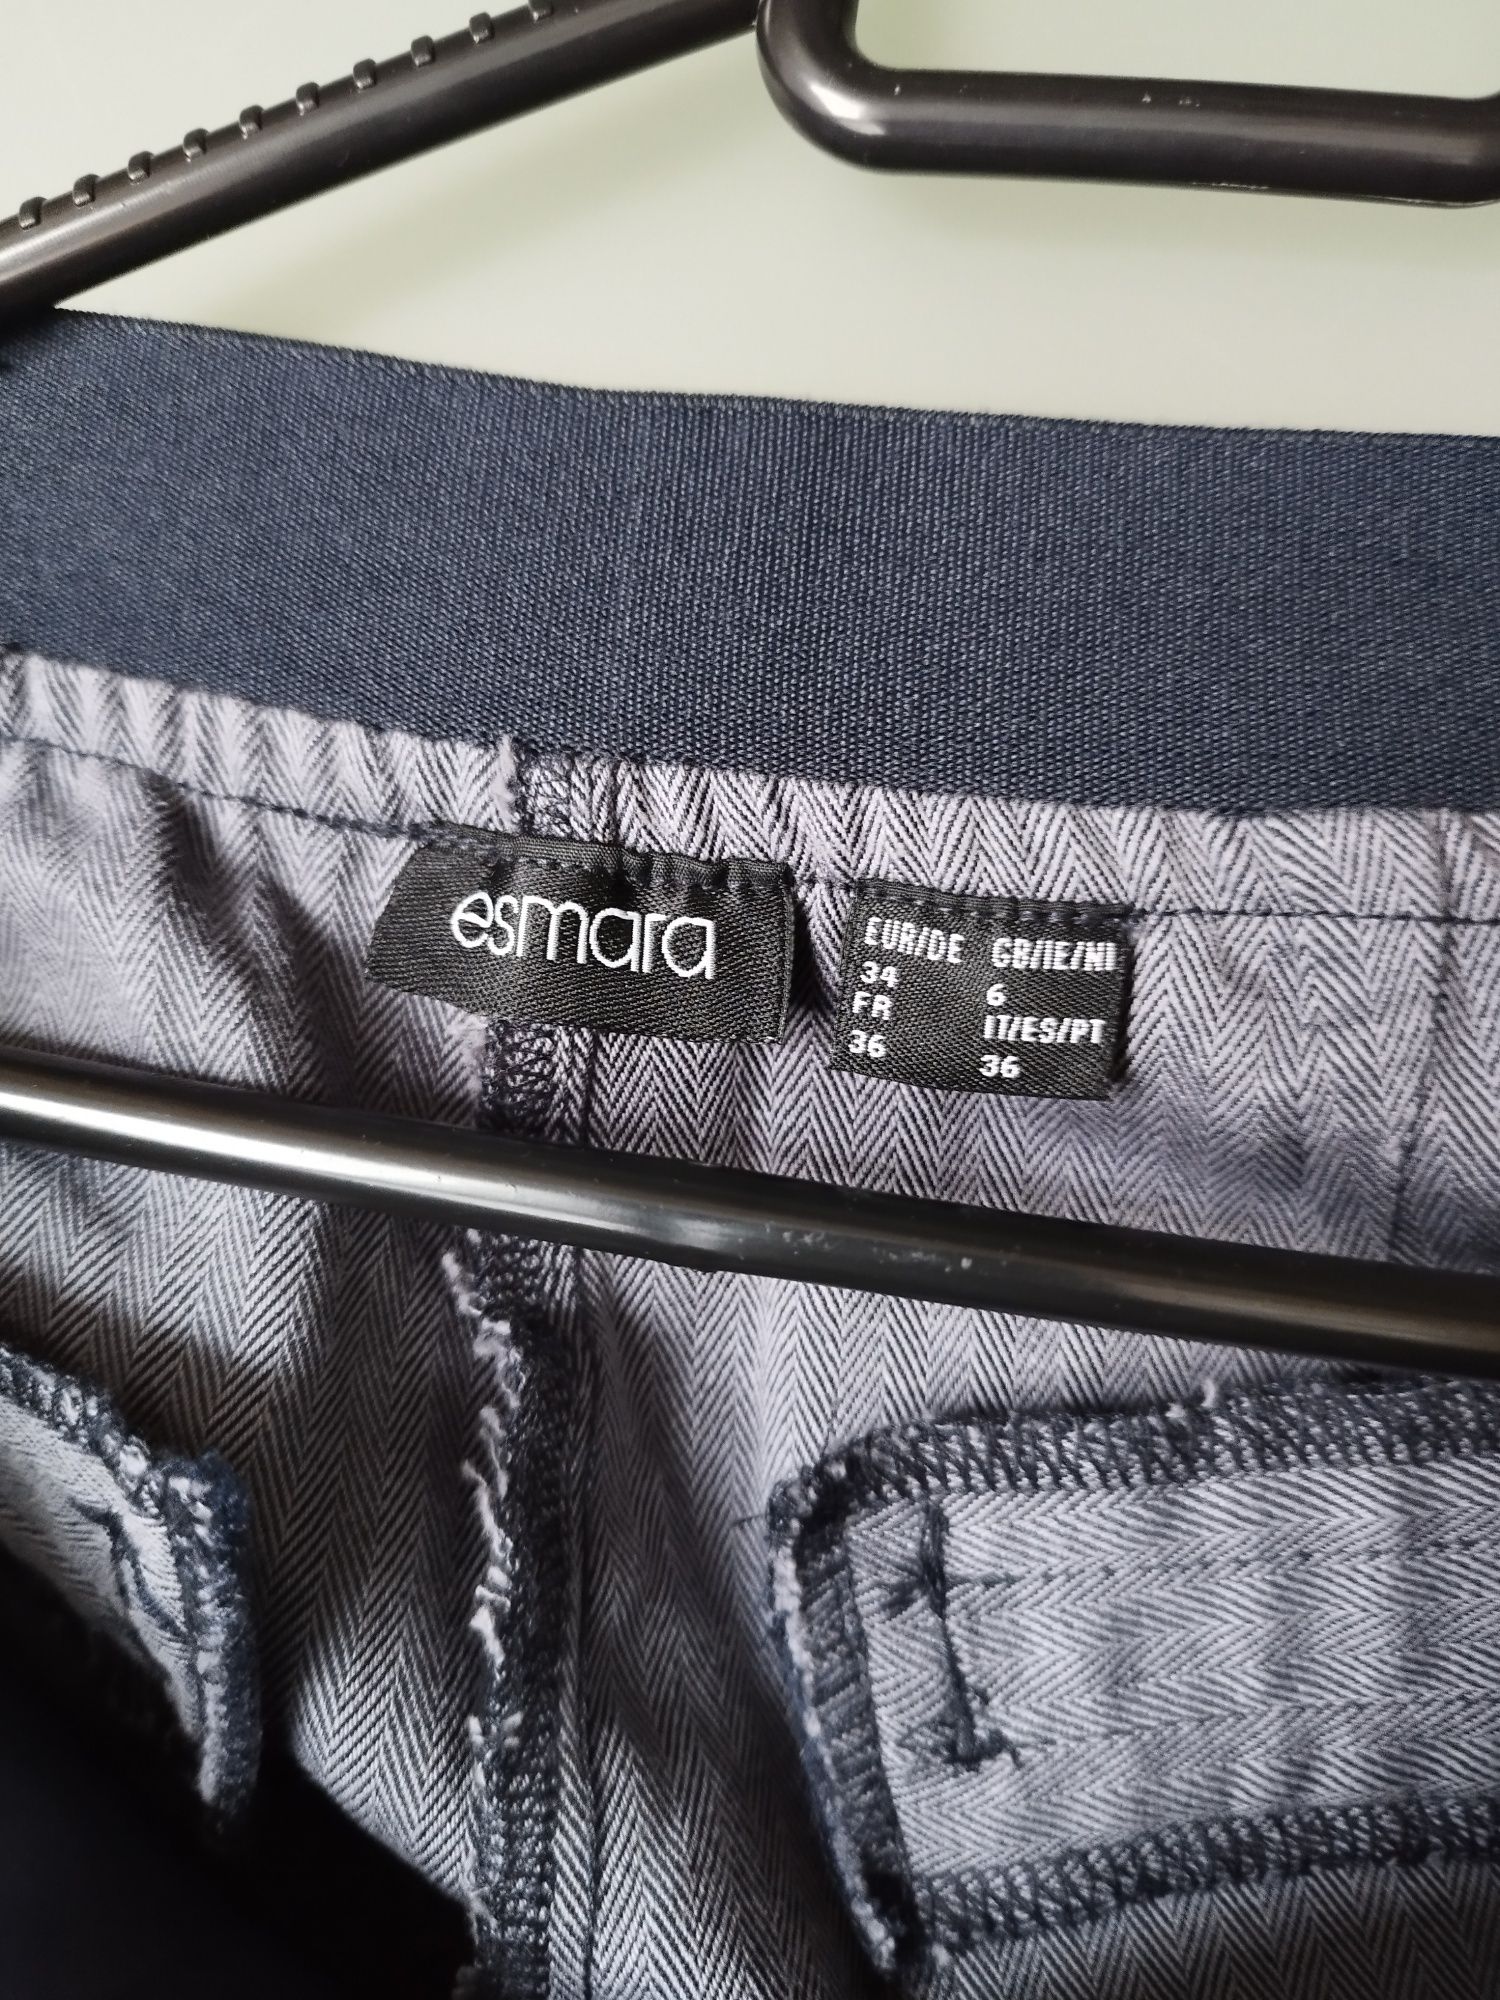 esmara
EUR/DE GB/IE/NI
34 6
FR IT/ES/PT
36 36